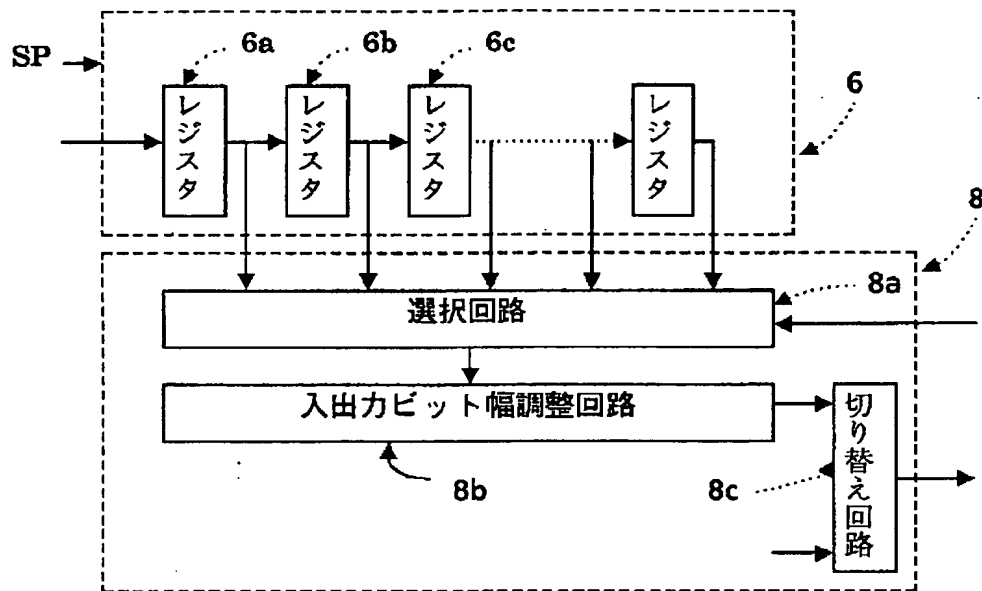 SP
6a
6b
6c
レジスタ
レジスタ
レジスタ
レジスタ
6
8
選択回路
8a
入出力ビット幅調整回路
切り替え回路
8b
8c